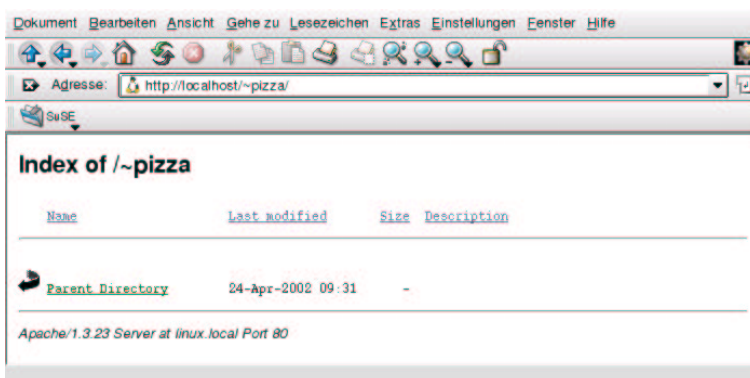 Dokument Bearbeiten Ansicht Gehe zu Lesezeichen Extras Einstellungen Fenster Hilfe
Adresse: http://localhost/~pizza/
SuSE
Index of /~pizza
Name Last modified Size Description
Parent Directory 24-Apr-2002 09:31 -
Apache/1.3.23 Server at linux.local Port 80